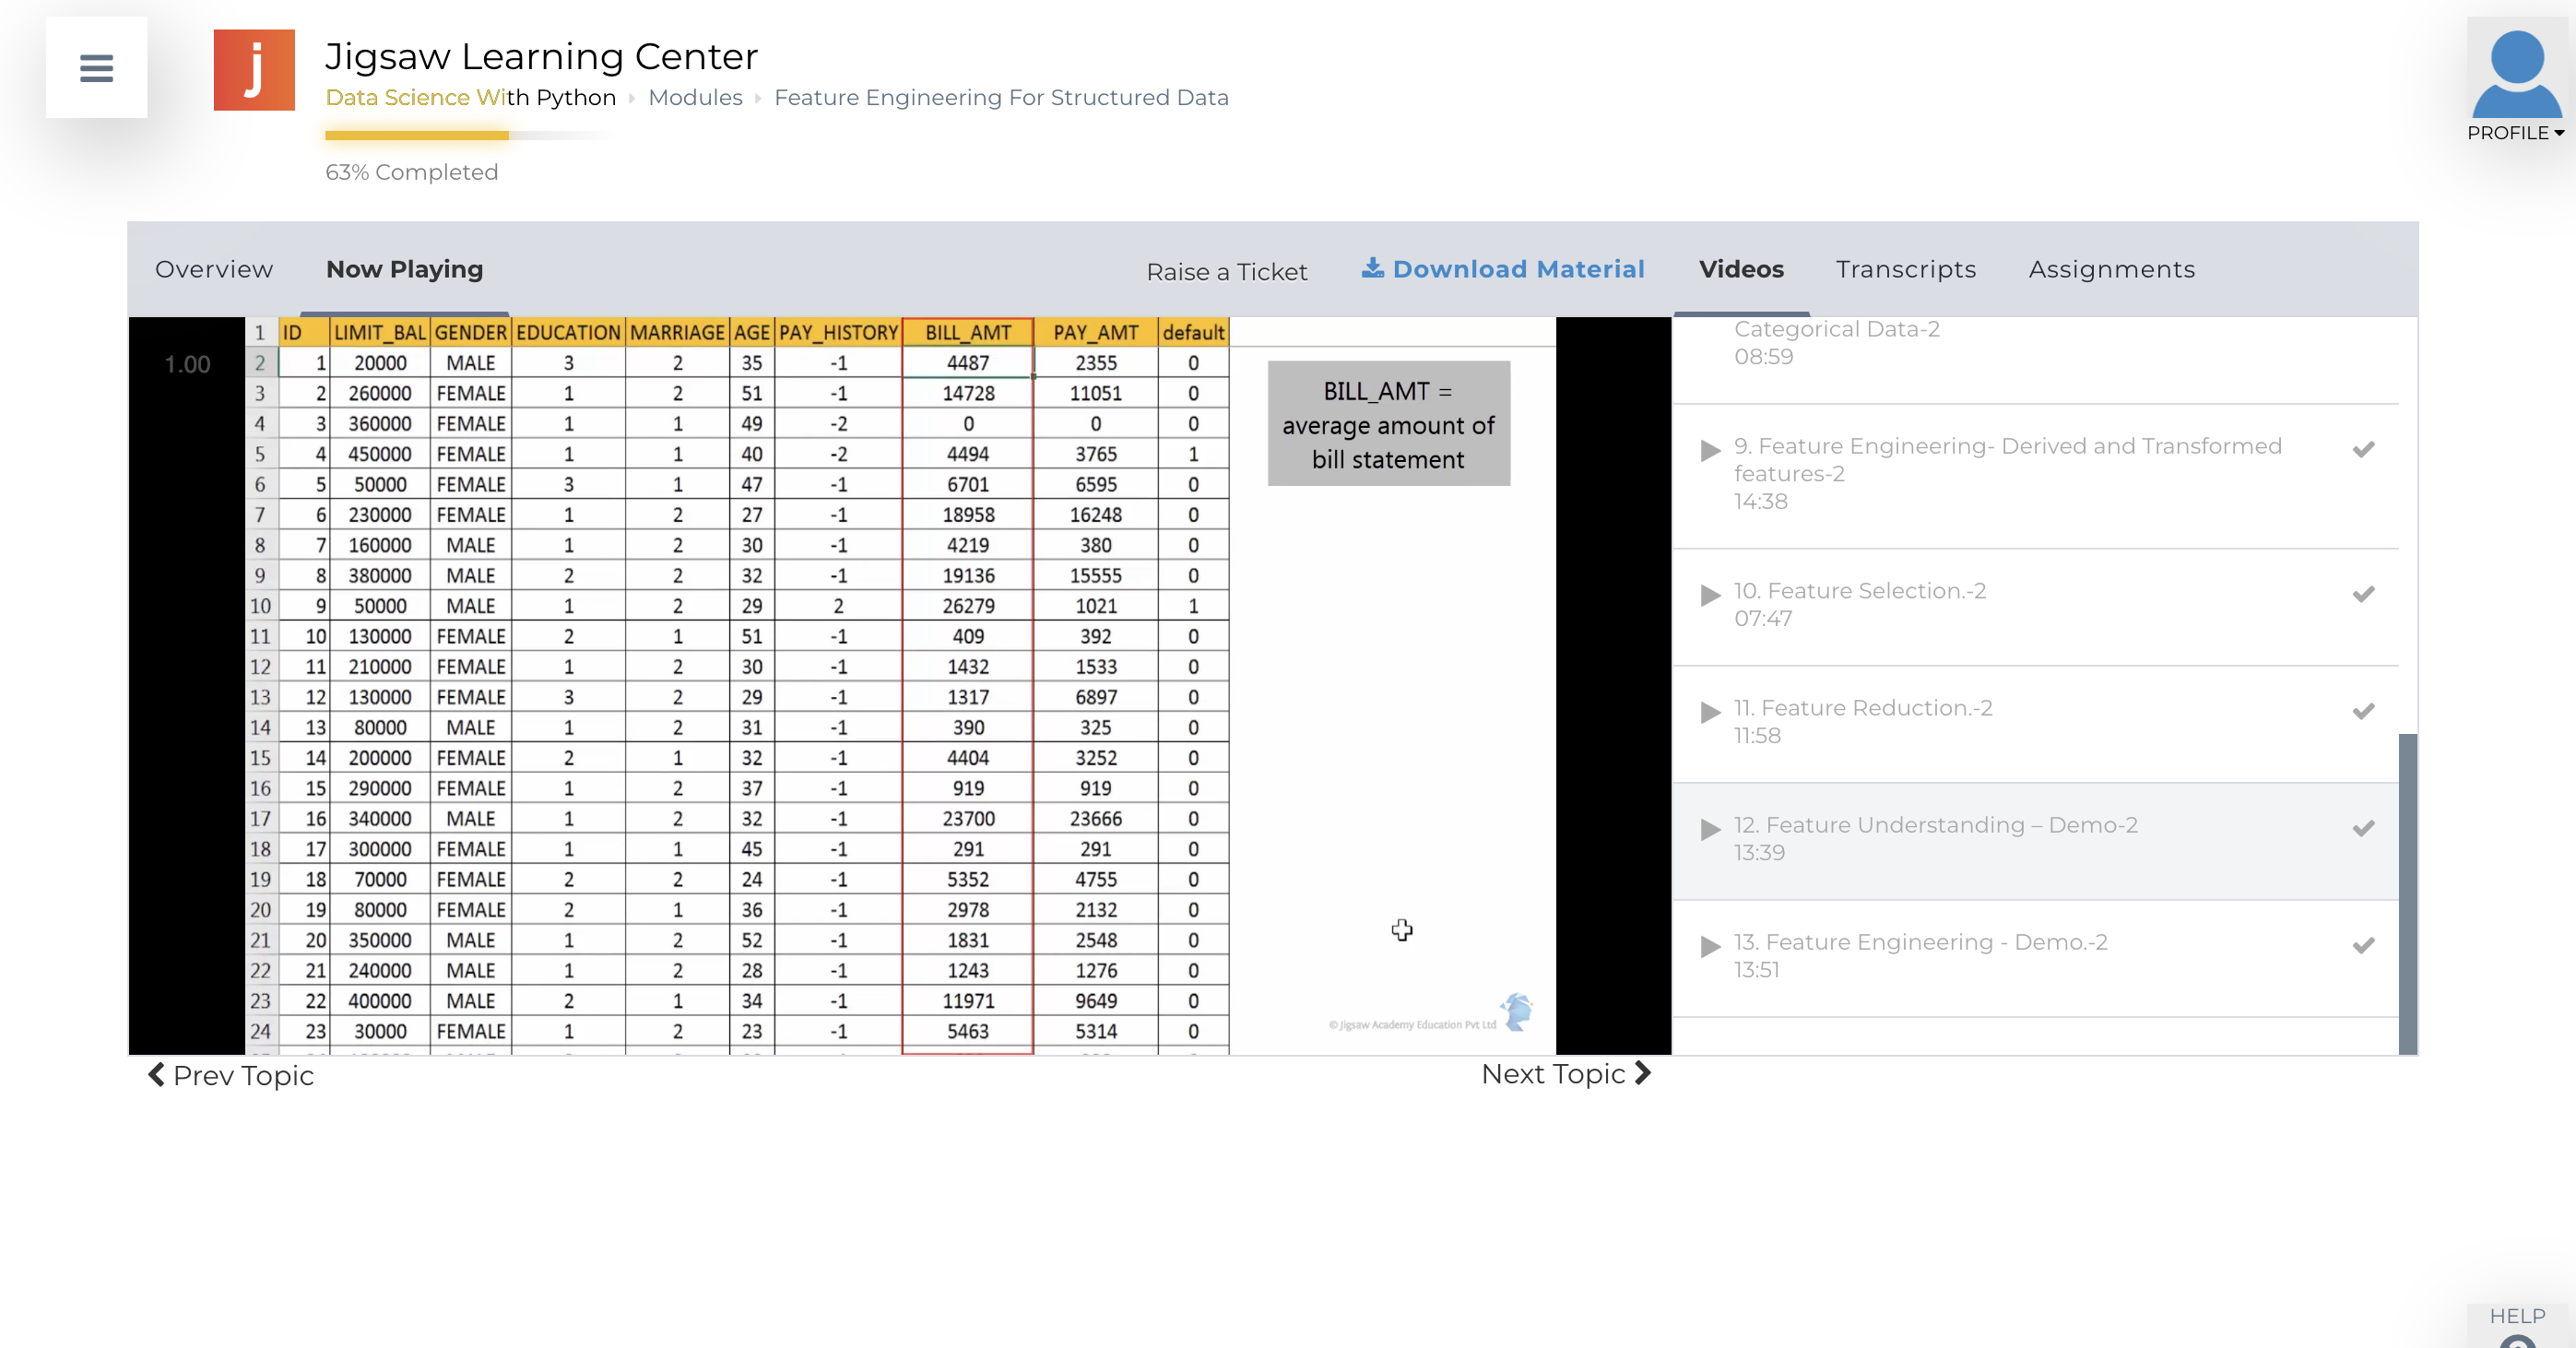 j
Jigsaw Learning Center
Data Science With Python Modules Feature Engineering For Structured Data
63% Completed
PROFILE
Overview
Now Playing
Raise a Ticket
Download Material
Videos
Transcripts
Assignments
1.00
1 ID LIMIT_BAL GENDER EDUCATION MARRIAGE AGE PAY_HISTORY BILL_AMT PAY_AMT default
2 1 20000 MALE 3 2 35 -1 4487 2355 0
3 2 260000 FEMALE 1 2 51 -1 14728 11051 0
4 3 360000 FEMALE 1 1 49 -2 0 0 0
5 4 450000 FEMALE 1 1 40 -2 4494 3765 1
6 5 50000 FEMALE 3 1 47 -1 6701 6595 0
7 6 230000 FEMALE 1 2 27 -1 18958 16248 0
8 7 160000 MALE 1 2 30 -1 4219 380 0
9 8 380000 MALE 2 2 32 -1 19136 15555 0
10 9 50000 MALE 1 2 29 2 26279 1021 1
11 10 130000 FEMALE 2 1 51 -1 409 392 0
12 11 210000 FEMALE 1 2 30 -1 1432 1533 0
13 12 130000 FEMALE 3 2 29 -1 1317 6897 0
14 13 80000 MALE 1 2 31 -1 390 325 0
15 14 200000 FEMALE 2 1 32 -1 4404 3252 0
16 15 290000 FEMALE 1 2 37 -1 919 919 0
17 16 340000 MALE 1 2 32 -1 23700 23666 0
18 17 300000 FEMALE 1 1 45 -1 291 291 0
19 18 70000 FEMALE 2 2 24 -1 5352 4755 0
20 19 80000 FEMALE 2 1 36 -1 2978 2132 0
21 20 350000 MALE 1 2 52 -1 1831 2548 0
22 21 240000 MALE 1 2 28 -1 1243 1276 0
23 22 400000 MALE 2 1 34 -1 11971 9649 0
24 23 30000 FEMALE 1 2 23 -1 5463 5314 0
BILL_AMT =
average amount of
bill statement
© Jigsaw Academy Education Pvt Ltd
Categorical Data-2
08:59
9. Feature Engineering- Derived and Transformed
features-2
14:38
10. Feature Selection.-2
07:47
11. Feature Reduction.-2
11:58
12. Feature Understanding – Demo-2
13:39
13. Feature Engineering - Demo.-2
13:51
Prev Topic
Next Topic
HELP